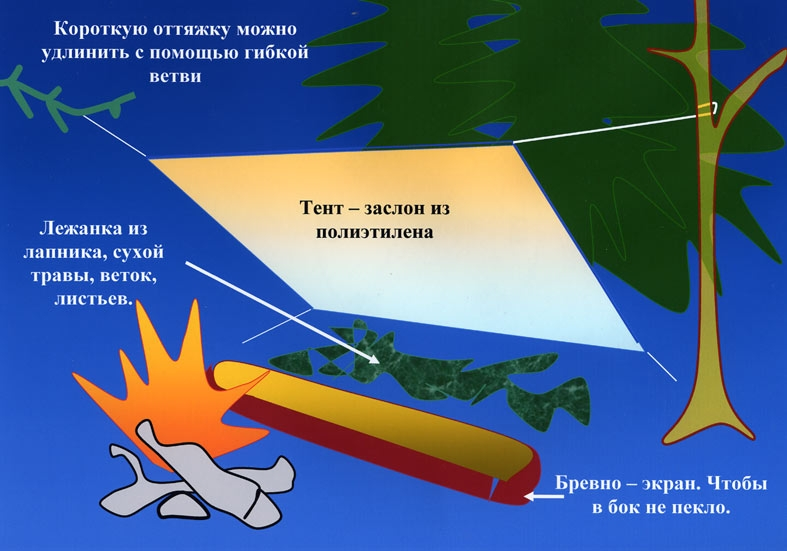 Короткую оттяжку можно
удлинить с помощью гибкой
ветви
Тент – заслон из
полиэтилена
Лежанка из
лапника, сухой
травы, веток,
листьев.
Бревно – экран. Чтобы
в бок не пекло.